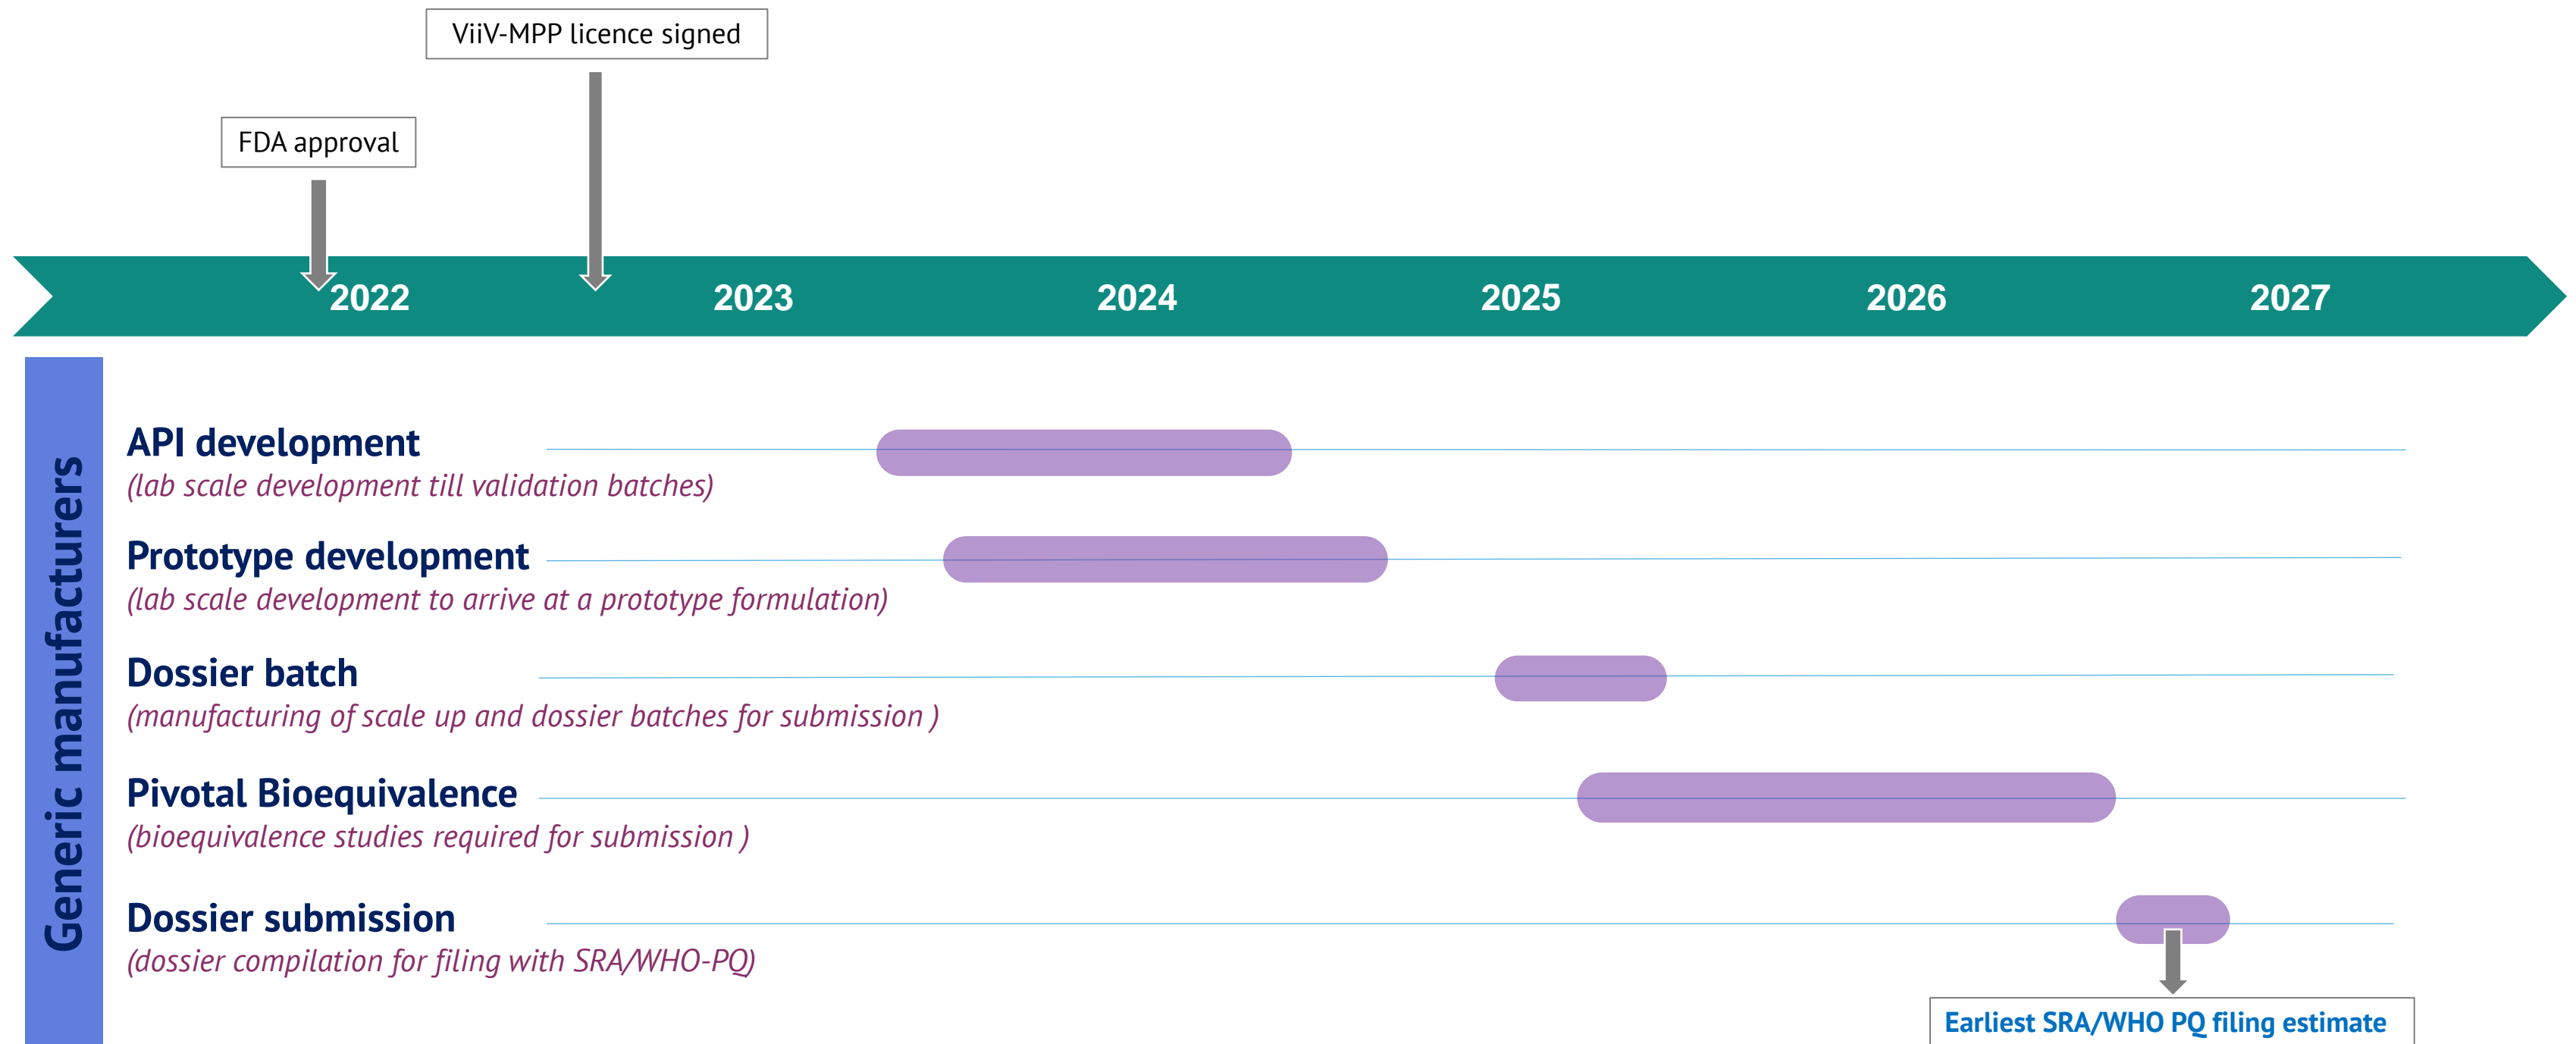 ViiV-MPP licence signed
FDA approval
2022 2023 2024 2025 2026 2027
Generic manufacturers
API development
(lab scale development till validation batches)
Prototype development
(lab scale development to arrive at a prototype formulation)
Dossier batch
(manufacturing of scale up and dossier batches for submission )
Pivotal Bioequivalence
(bioequivalence studies required for submission )
Dossier submission
(dossier compilation for filing with SRA/WHO-PQ)
Earliest SRA/WHO PQ filing estimate